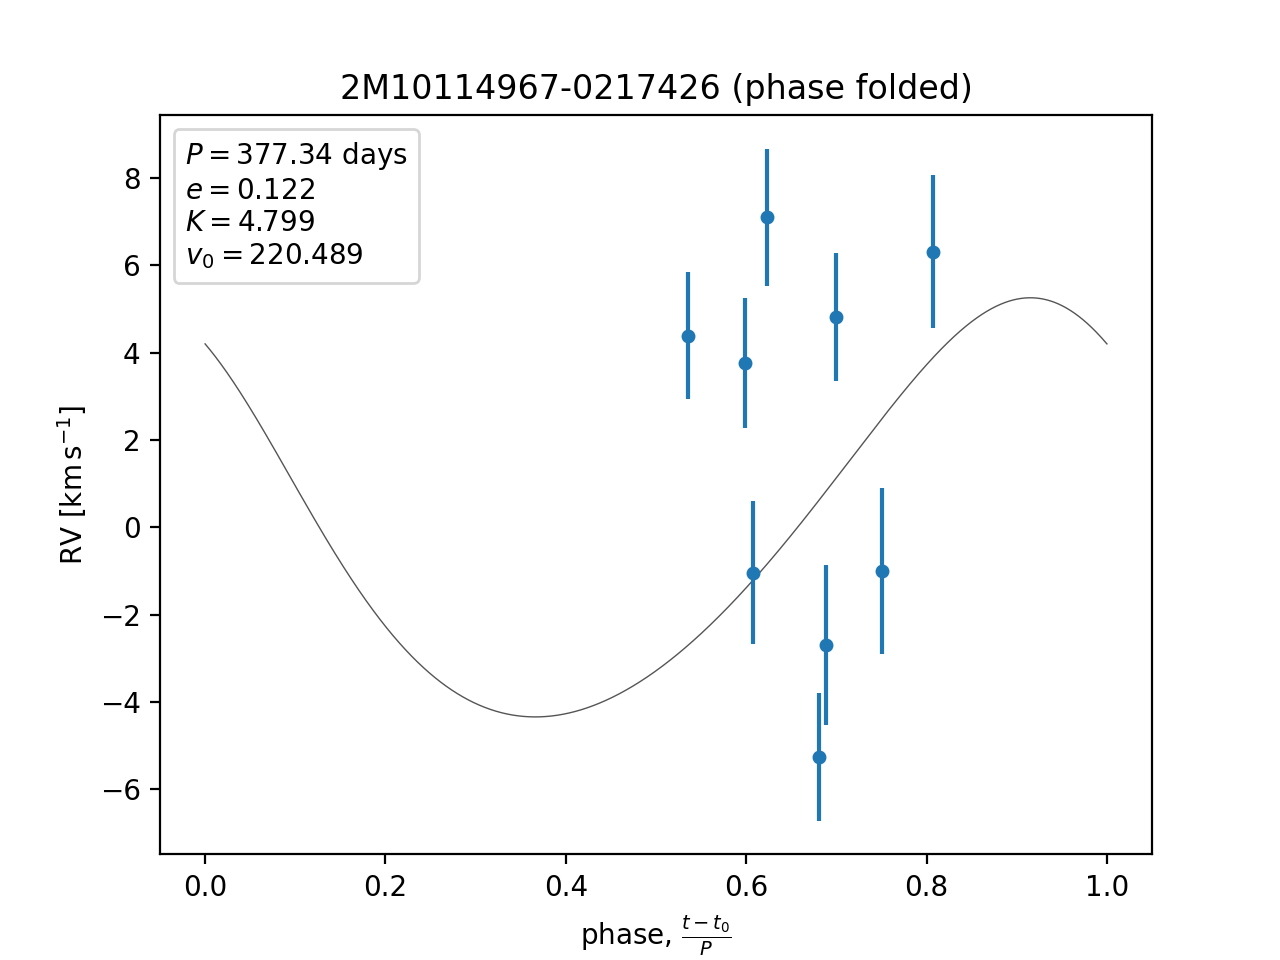 2M10114967-0217426 (phase folded)
P = 377.34 days
e = 0.122
K = 4.799
v₀ = 220.489
8
6
4
2
0
−2
−4
−6
RV [km s⁻¹]
0.0 0.2 0.4 0.6 0.8 1.0
phase, (t − t₀)/P